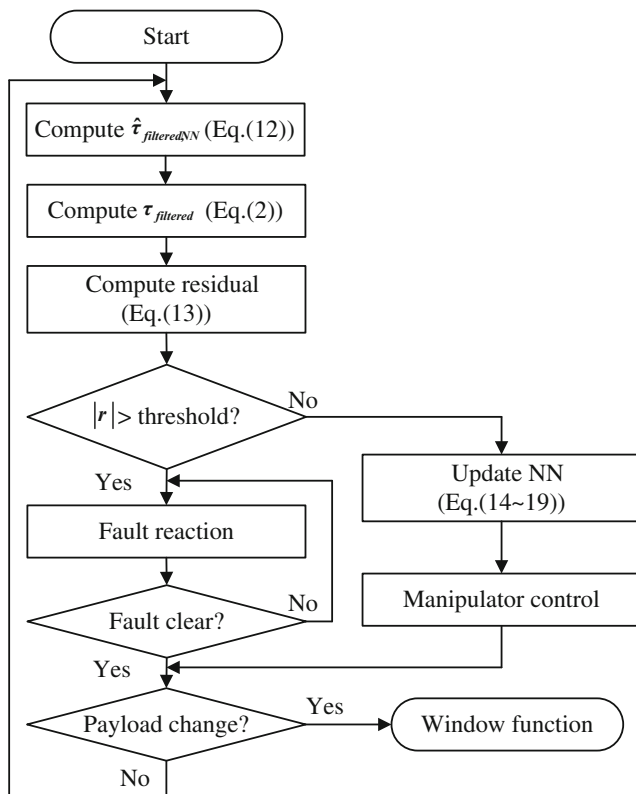 Start
Compute τ̂ filteredNN (Eq.(12))
Compute τ filtered (Eq.(2))
Compute residual
(Eq.(13))
|r| > threshold?
No
Yes
Update NN
(Eq.(14~19))
Fault reaction
Manipulator control
Fault clear?
No
Yes
Payload change?
Yes
Window function
No